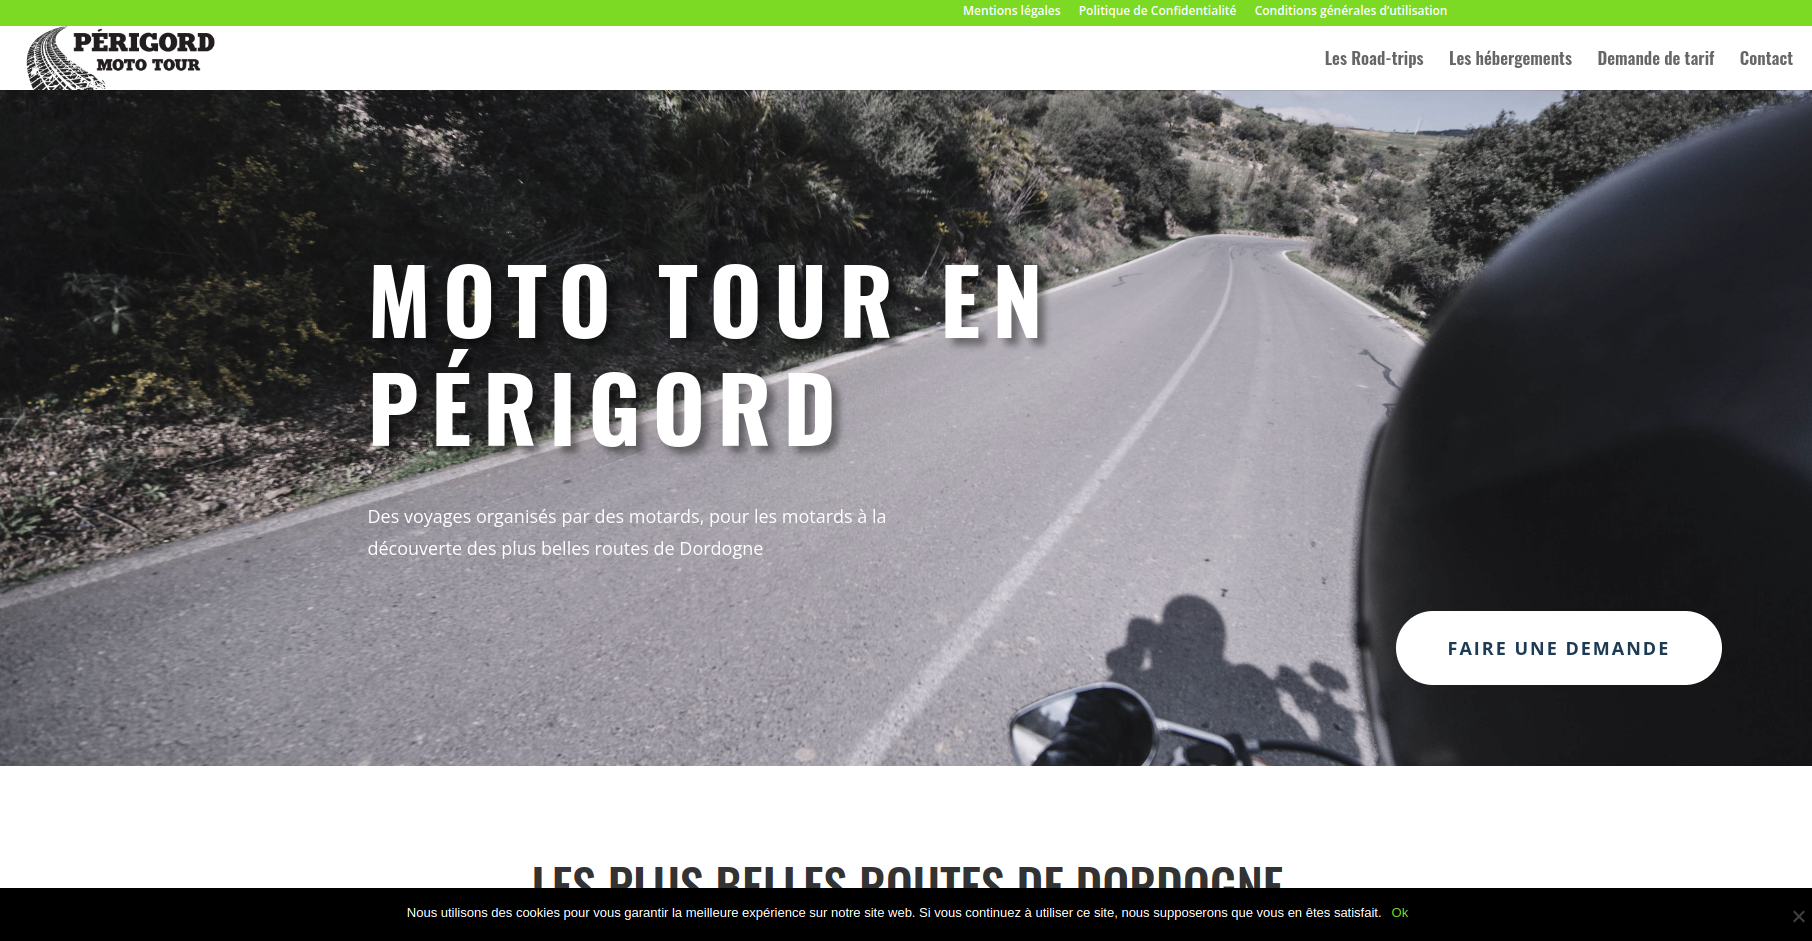 Mentions légales Politique de Confidentialité Conditions générales d'utilisation
PÉRIGORD
MOTO TOUR
Les Road-trips Les hébergements Demande de tarif Contact
MOTO TOUR EN
PÉRIGORD
Des voyages organisés par des motards, pour les motards à la
découverte des plus belles routes de Dordogne
FAIRE UNE DEMANDE
LES PLUS BELLES ROUTES DE DORDOGNE
Nous utilisons des cookies pour vous garantir la meilleure expérience sur notre site web. Si vous continuez à utiliser ce site, nous supposerons que vous en êtes satisfait. Ok